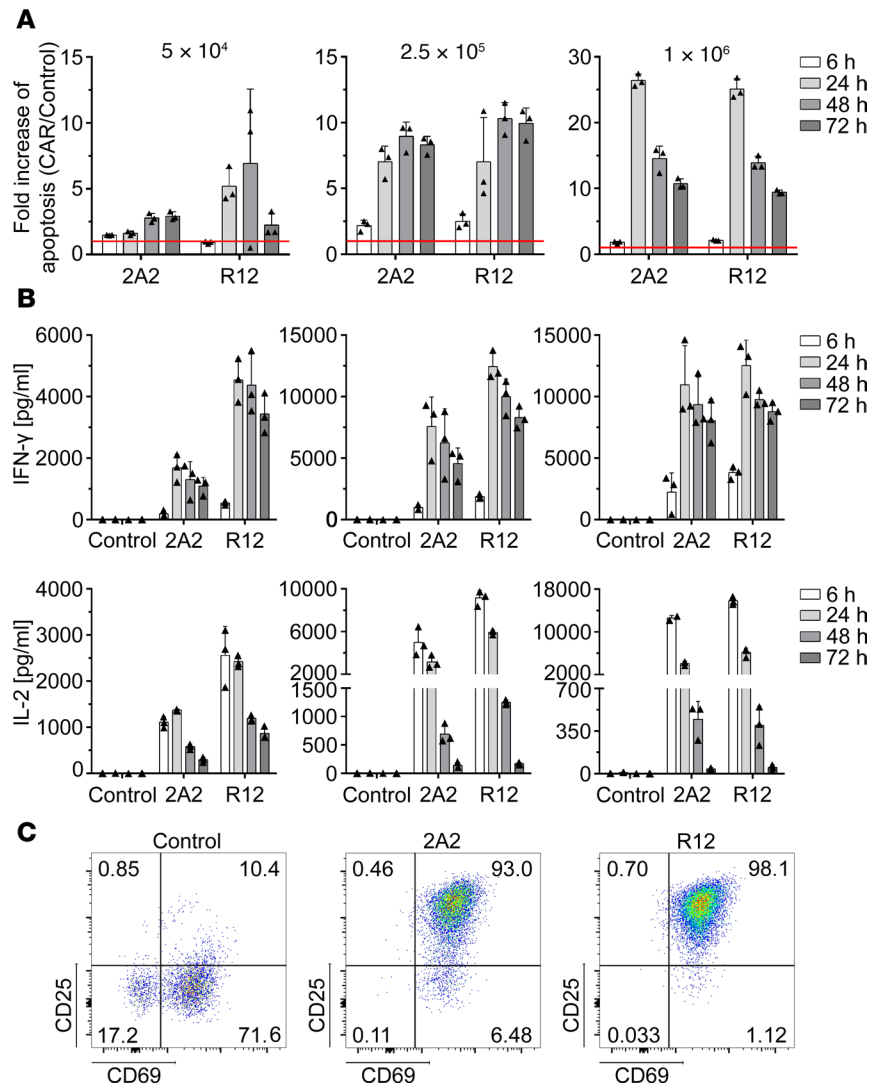 A
5 × 10⁴
2.5 × 10⁵
1 × 10⁶
Fold increase of
apoptosis (CAR/Control)
15
10
5
0
2A2
R12
15
10
5
0
2A2
R12
30
20
10
0
2A2
R12
6 h
24 h
48 h
72 h
B
IFN-γ [pg/ml]
6000
4000
2000
0
Control
2A2
R12
15000
10000
5000
0
Control
2A2
R12
15000
10000
5000
0
Control
2A2
R12
6 h
24 h
48 h
72 h
IL-2 [pg/ml]
4000
3000
2000
1000
0
Control
2A2
R12
10000
6000
2000
1500
1000
500
0
Control
2A2
R12
18000
10000
2000
700
350
0
Control
2A2
R12
6 h
24 h
48 h
72 h
C
Control
0.85
10.4
17.2
71.6
CD25
CD69
2A2
0.46
93.0
0.11
6.48
CD25
CD69
R12
0.70
98.1
0.033
1.12
CD25
CD69